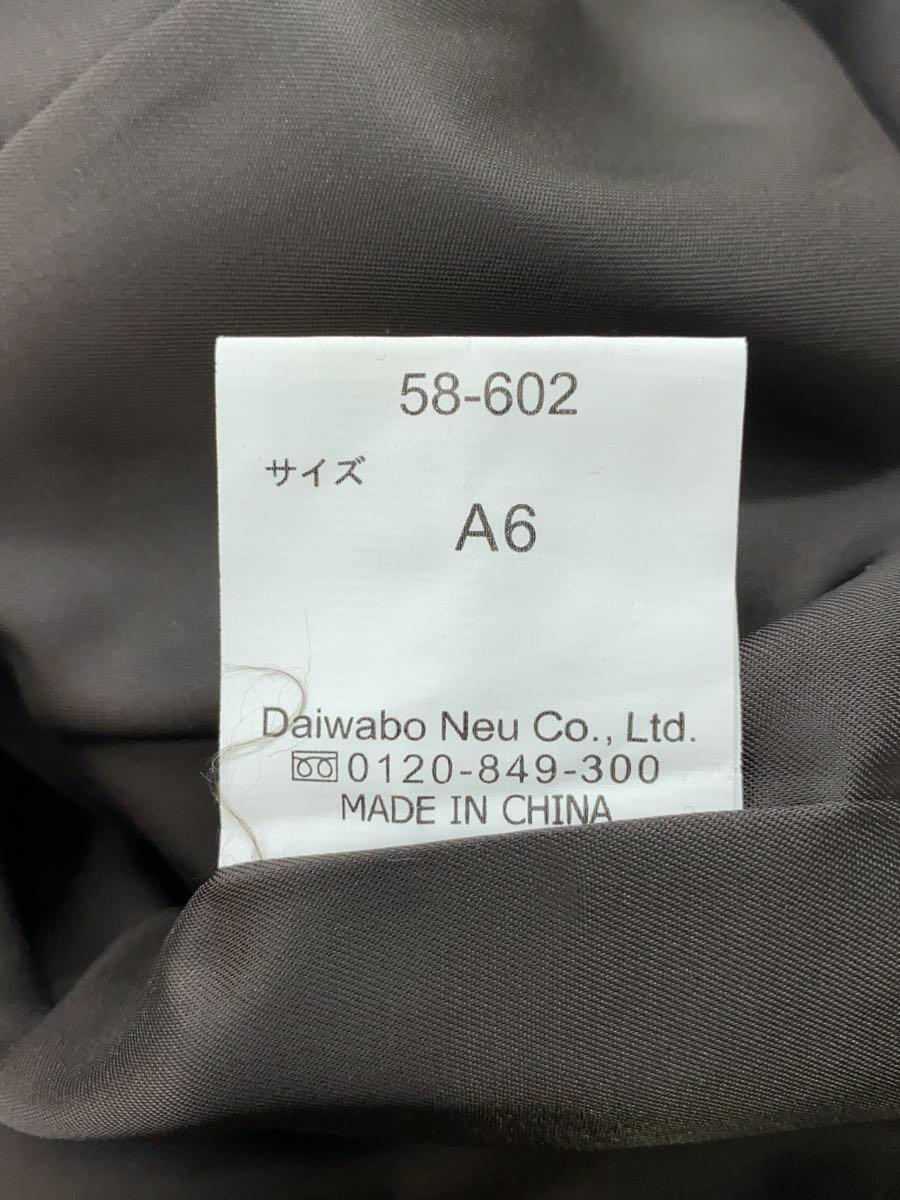 58-602
サイズ
A6
Daiwabo Neu Co., Ltd.
0120-849-300
MADE IN CHINA